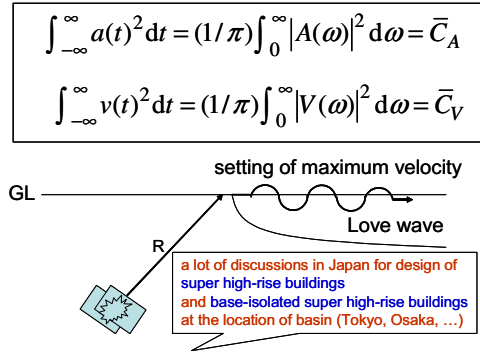 ∫_{-∞}^{∞} a(t)² dt = (1/π) ∫_{0}^{∞} |A(ω)|² dω = C̄_A
∫_{-∞}^{∞} v(t)² dt = (1/π) ∫_{0}^{∞} |V(ω)|² dω = C̄_V
setting of maximum velocity
GL
Love wave
R
a lot of discussions in Japan for design of
super high-rise buildings
and base-isolated super high-rise buildings
at the location of basin (Tokyo, Osaka, ...)